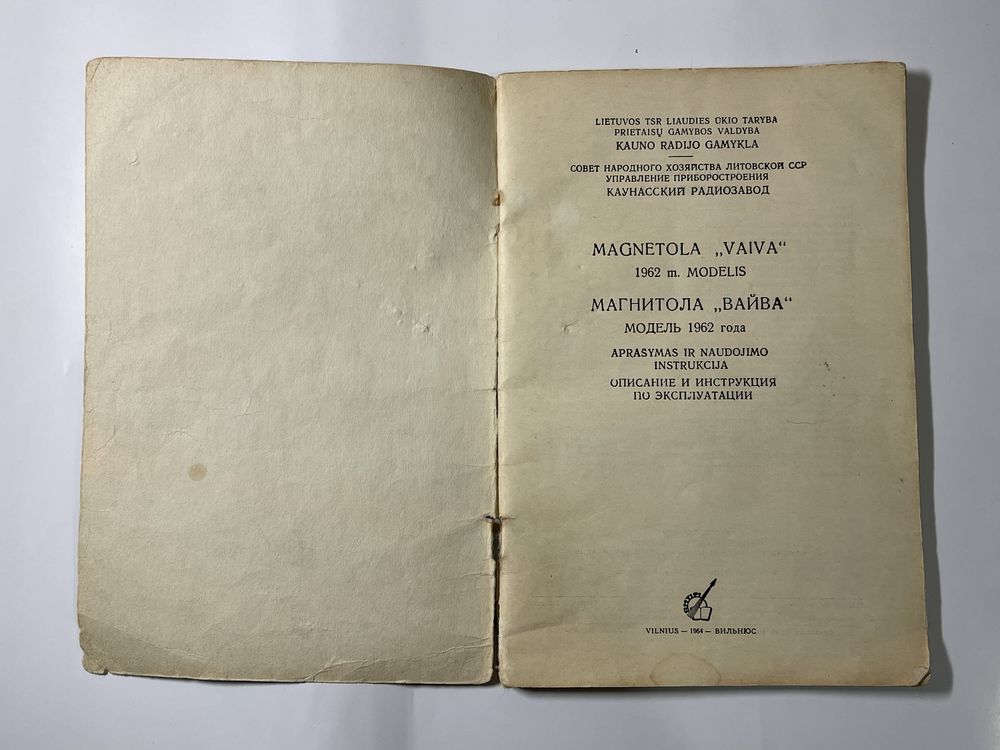 LIETUVOS TSR LIAUDIES ŪKIO TARYBA
PRIETAISŲ GAMYBOS VALDYBA
KAUNO RADIJO GAMYKLA
СОВЕТ НАРОДНОГО ХОЗЯЙСТВА ЛИТОВСКОЙ ССР
УПРАВЛЕНИЕ ПРИБОРОСТРОЕНИЯ
КАУНАССКИЙ РАДИОЗАВОД
MAGNETOLA „VAIVA“
1962 m. MODELIS
МАГНИТОЛА „ВАЙВА“
МОДЕЛЬ 1962 года
APRAŠYMAS IR NAUDOJIMO
INSTRUKCIJA
ОПИСАНИЕ И ИНСТРУКЦИЯ
ПО ЭКСПЛУАТАЦИИ
VILNIUS — 1964 — ВИЛЬНЮС